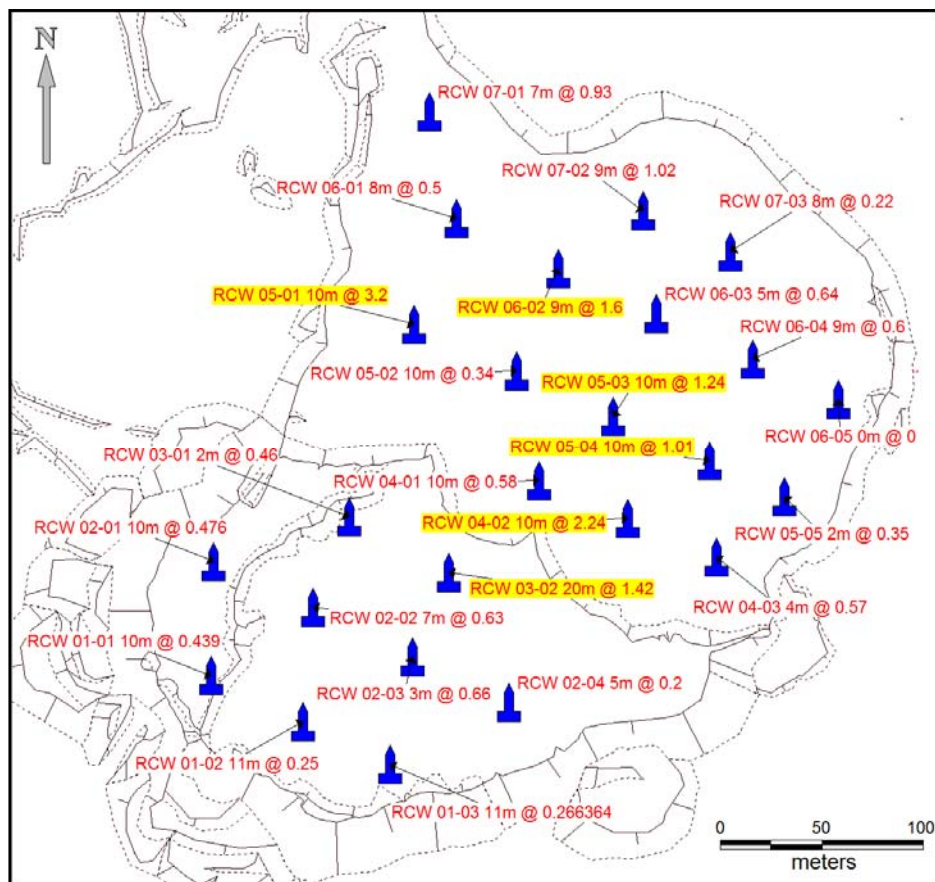 N
RCW 07-01 7m @ 0.93
RCW 07-02 9m @ 1.02
RCW 06-01 8m @ 0.5
RCW 07-03 8m @ 0.22
RCW 05-01 10m @ 3.2
RCW 06-02 9m @ 1.6
RCW 06-03 5m @ 0.64
RCW 06-04 9m @ 0.6
RCW 05-02 10m @ 0.34
RCW 05-03 10m @ 1.24
RCW 06-05 0m @ 0
RCW 05-04 10m @ 1.01
RCW 03-01 2m @ 0.46
RCW 04-01 10m @ 0.58
RCW 02-01 10m @ 0.476
RCW 04-02 10m @ 2.24
RCW 05-05 2m @ 0.35
RCW 03-02 20m @ 1.42
RCW 04-03 4m @ 0.57
RCW 02-02 7m @ 0.63
RCW 01-01 10m @ 0.439
RCW 02-03 3m @ 0.66
RCW 02-04 5m @ 0.2
RCW 01-02 11m @ 0.25
RCW 01-03 11m @ 0.266364
0 50 100
meters